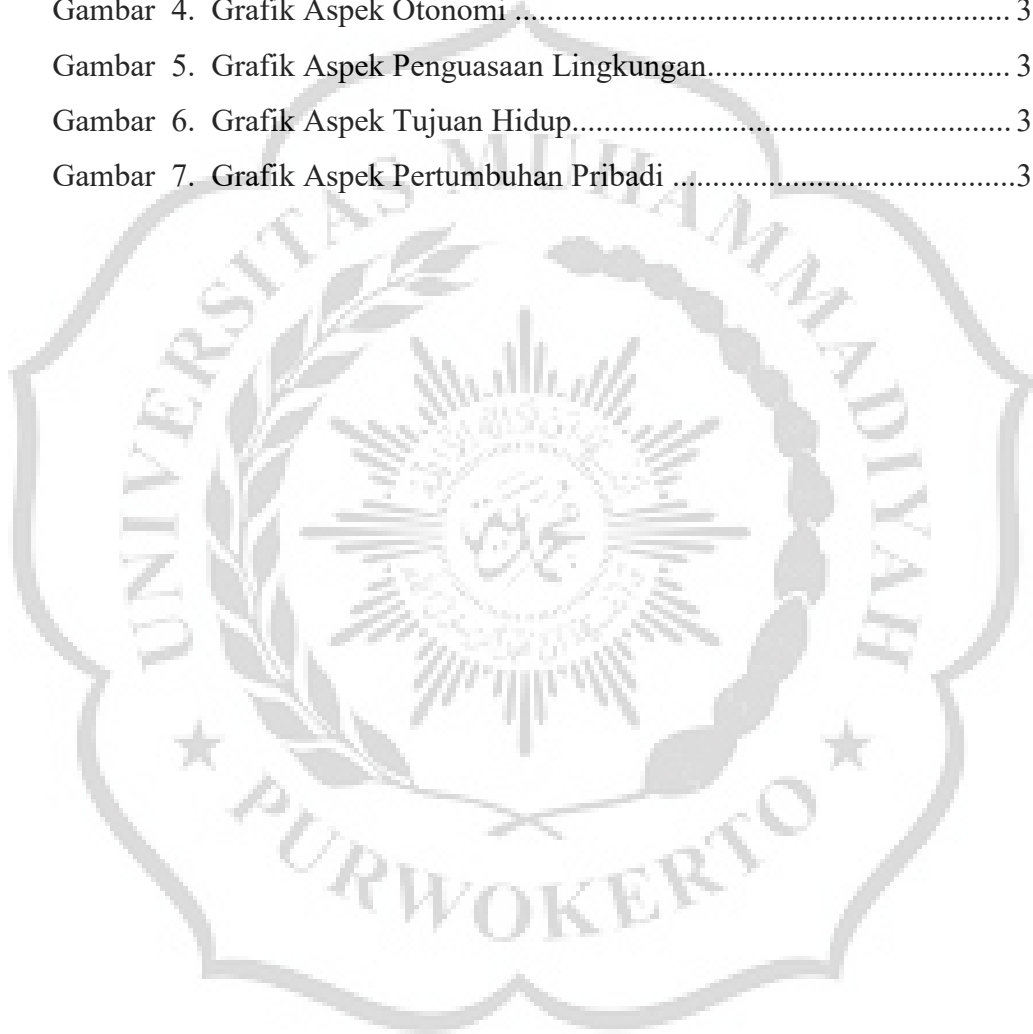 Gambar 4. Grafik Aspek Otonomi ........................................................... 3
Gambar 5. Grafik Aspek Penguasaan Lingkungan..................................... 3
Gambar 6. Grafik Aspek Tujuan Hidup..................................................... 3
Gambar 7. Grafik Aspek Pertumbuhan Pribadi .........................................3
UNIVERSITAS MUHAMMADIYAH
PURWOKERTO